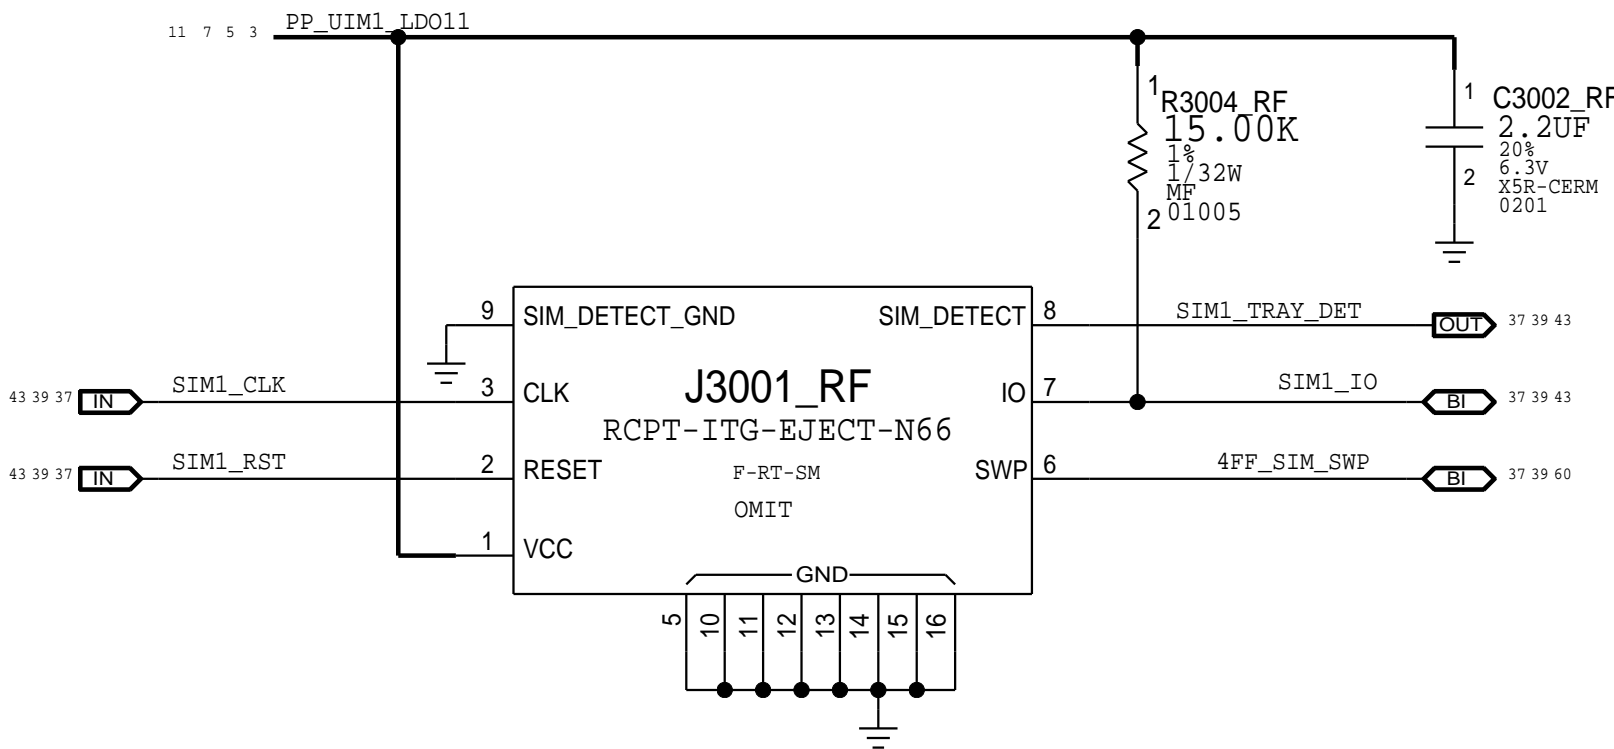 11 7 5 3 PP_UIM1_LDO11
1 R3004_RF
15.00K
1%
1/32W
MF
2 01005
1 C3002_RF
2.2UF
20%
6.3V
2 X5R-CERM
0201
9 SIM_DETECT_GND
SIM_DETECT 8 SIM1_TRAY_DET OUT 37 39 43
43 39 37 IN SIM1_CLK 3 CLK
J3001_RF
IO 7 SIM1_IO BI 37 39 43
RCPT-ITG-EJECT-N66
43 39 37 IN SIM1_RST 2 RESET
F-RT-SM
SWP 6 4FF_SIM_SWP BI 37 39 60
OMIT
1 VCC
GND
5 10 11 12 13 14 15 16